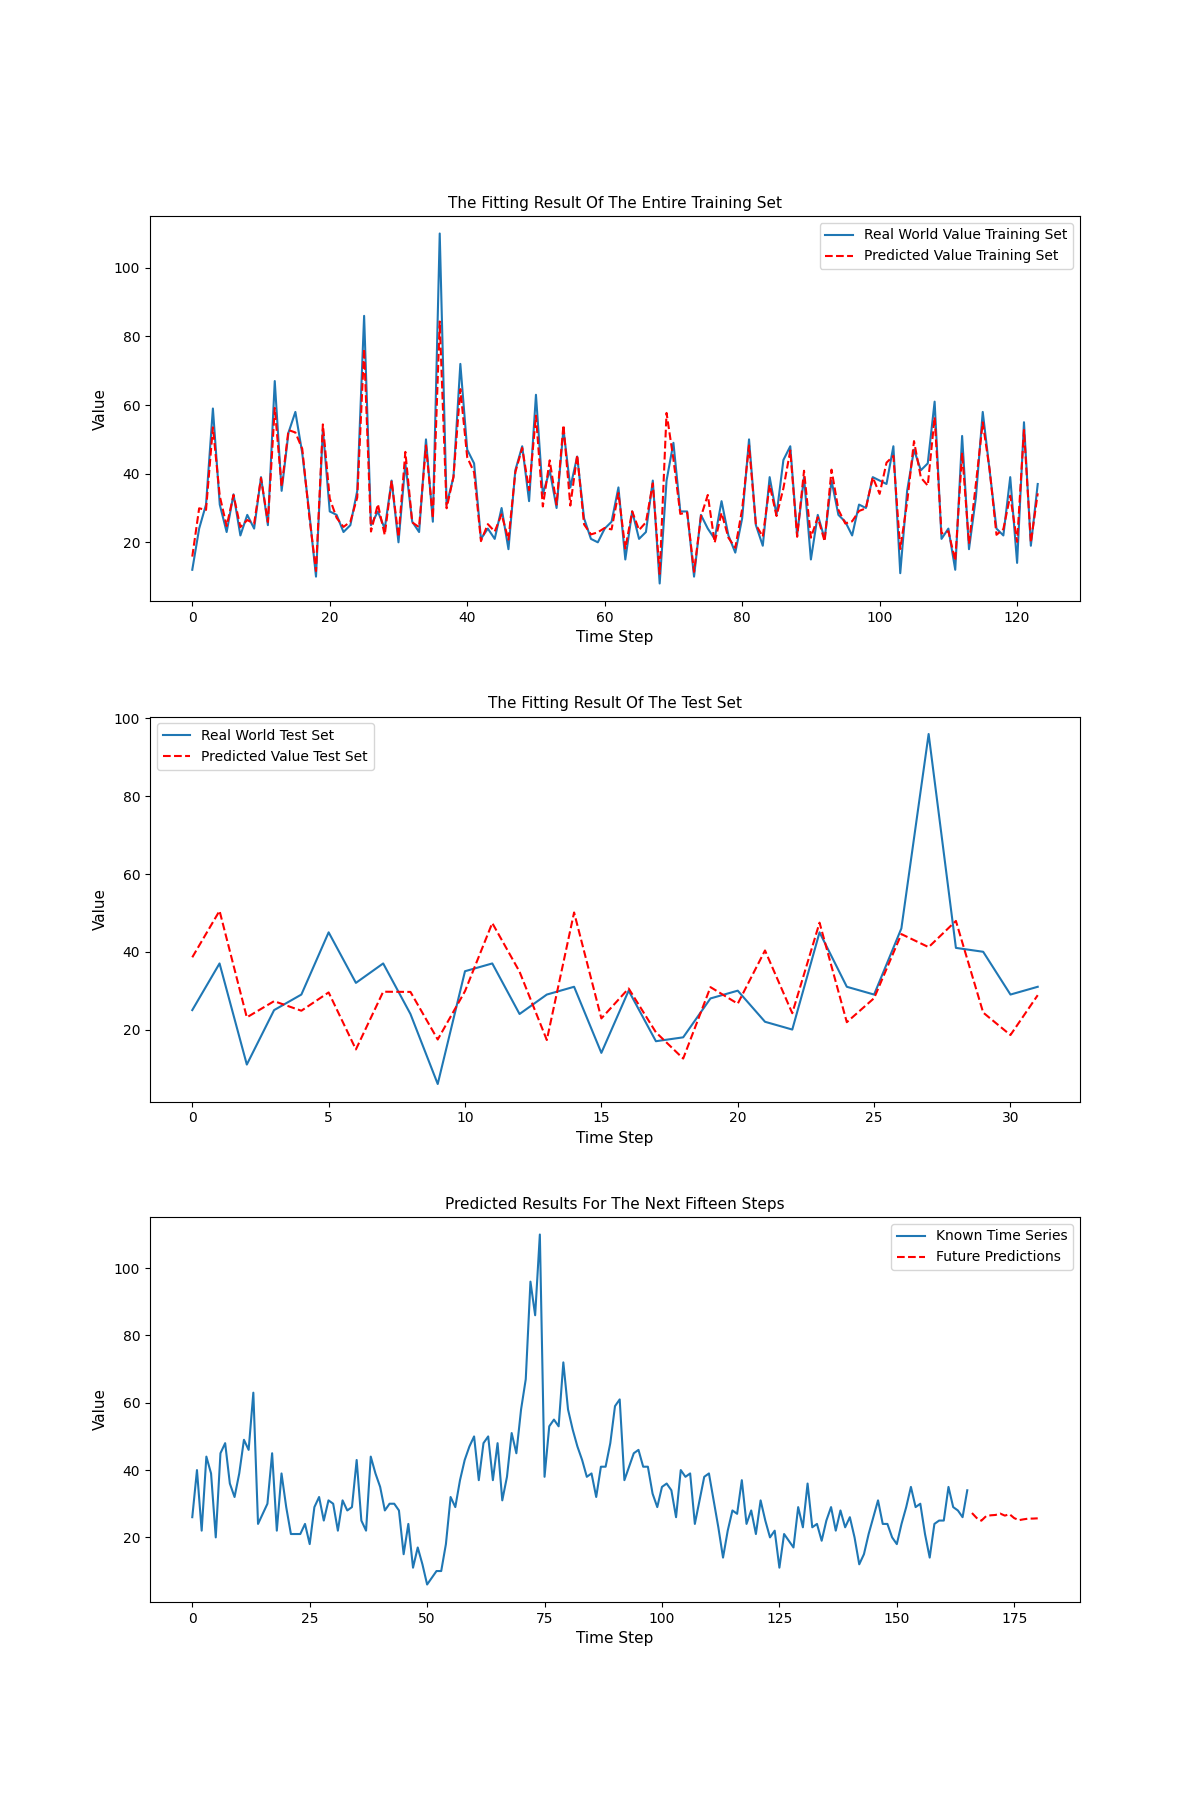 The Fitting Result Of The Entire Training Set
Real World Value Training Set
Predicted Value Training Set
Value
100
80
60
40
20
0 20 40 60 80 100 120
Time Step
The Fitting Result Of The Test Set
Real World Test Set
Predicted Value Test Set
Value
100
80
60
40
20
0 5 10 15 20 25 30
Time Step
Predicted Results For The Next Fifteen Steps
Known Time Series
Future Predictions
Value
100
80
60
40
20
0 25 50 75 100 125 150 175
Time Step